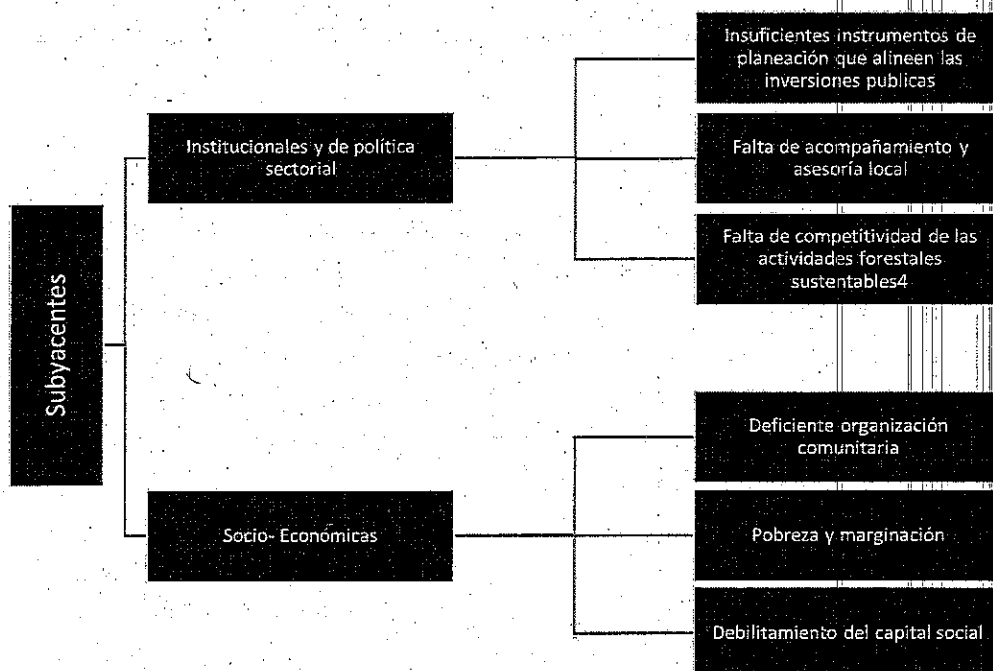 Subyacentes
Institucionales y de política
sectorial
Insuficientes instrumentos de
planeación que alineen las
inversiones publicas
Falta de acompañamiento y
asesoría local
Falta de competitividad de las
actividades forestales
sustentables4
Socio- Económicas
Deficiente organización
comunitaria
Pobreza y marginación
Debilitamiento del capital social